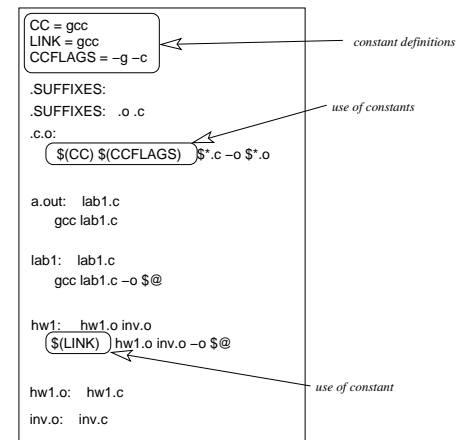 CC = gcc
LINK = gcc
CCFLAGS = −g −c
constant definitions
.SUFFIXES:
.SUFFIXES: .o .c
use of constants
.c.o:
$(CC) $(CCFLAGS) $*.c −o $*.o
a.out: lab1.c
gcc lab1.c
lab1: lab1.c
gcc lab1.c −o $@
hw1: hw1.o inv.o
$(LINK) hw1.o inv.o −o $@
use of constant
hw1.o: hw1.c
inv.o: inv.c